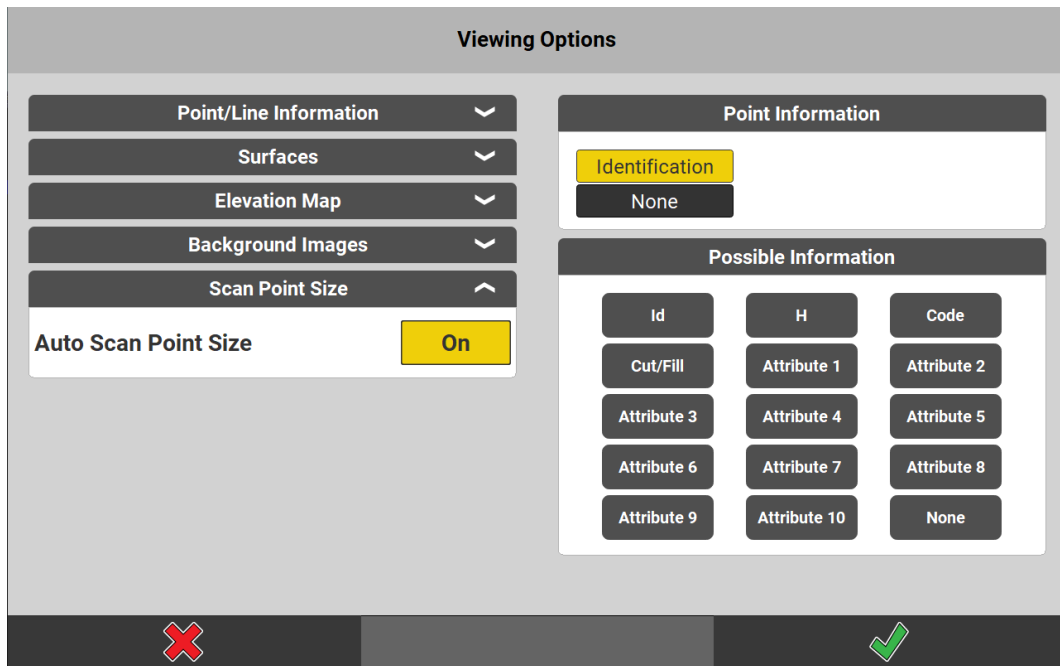 Viewing Options
Point/Line Information
Surfaces
Elevation Map
Background Images
Scan Point Size
Auto Scan Point Size On
Point Information
Identification
None
Possible Information
Id H Code
Cut/Fill Attribute 1 Attribute 2
Attribute 3 Attribute 4 Attribute 5
Attribute 6 Attribute 7 Attribute 8
Attribute 9 Attribute 10 None